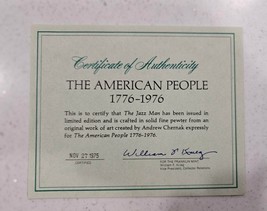 Certificate of Authenticity
THE AMERICAN PEOPLE
1776-1976
This is to certify that The Jazz Man has been issued in
limited edition and is crafted in solid fine pewter from an
original work of art created by Andrew Chernak expressly for
The American People 1776-1976.
NOV 27 1978
CERTIFIED